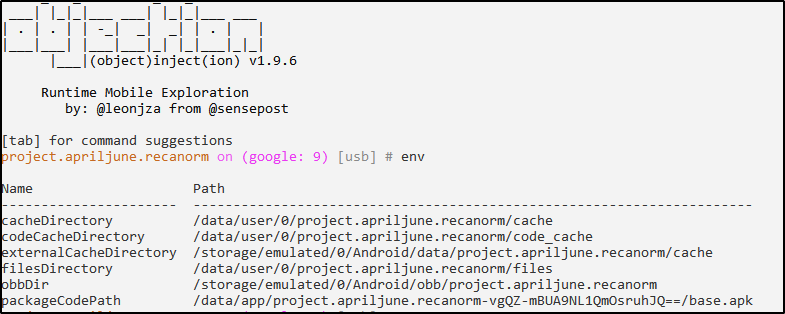 |___|(object)inject(ion) v1.9.6
Runtime Mobile Exploration
by: @leonjza from @sensepost
[tab] for command suggestions
project.apriljune.recanorm on (google: 9) [usb] # env
Name Path
---------------------- ----------------------------------------------------------------------
cacheDirectory /data/user/0/project.apriljune.recanorm/cache
codeCacheDirectory /data/user/0/project.apriljune.recanorm/code_cache
externalCacheDirectory /storage/emulated/0/Android/data/project.apriljune.recanorm/cache
filesDirectory /data/user/0/project.apriljune.recanorm/files
obbDir /storage/emulated/0/Android/obb/project.apriljune.recanorm
packageCodePath /data/app/project.apriljune.recanorm-vgQZ-mBUA9NL1QmOsruhJQ==/base.apk